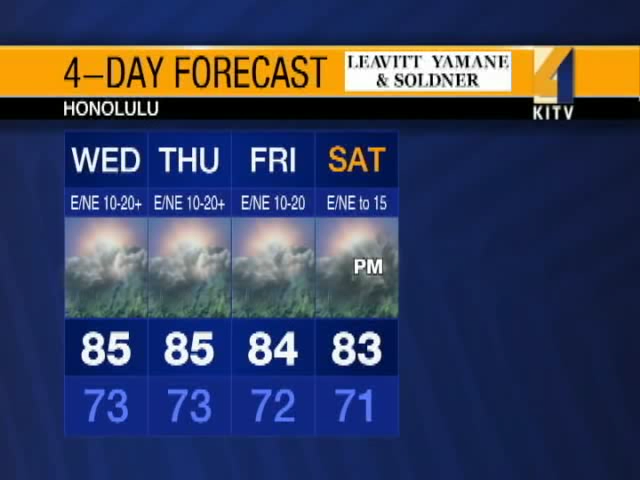 4-DAY FORECAST
LEAVITT YAMANE
& SOLDNER
4
KITV
HONOLULU
WED THU FRI SAT
E/NE 10-20+ E/NE 10-20+ E/NE 10-20 E/NE to 15
PM
85 85 84 83
73 73 72 71